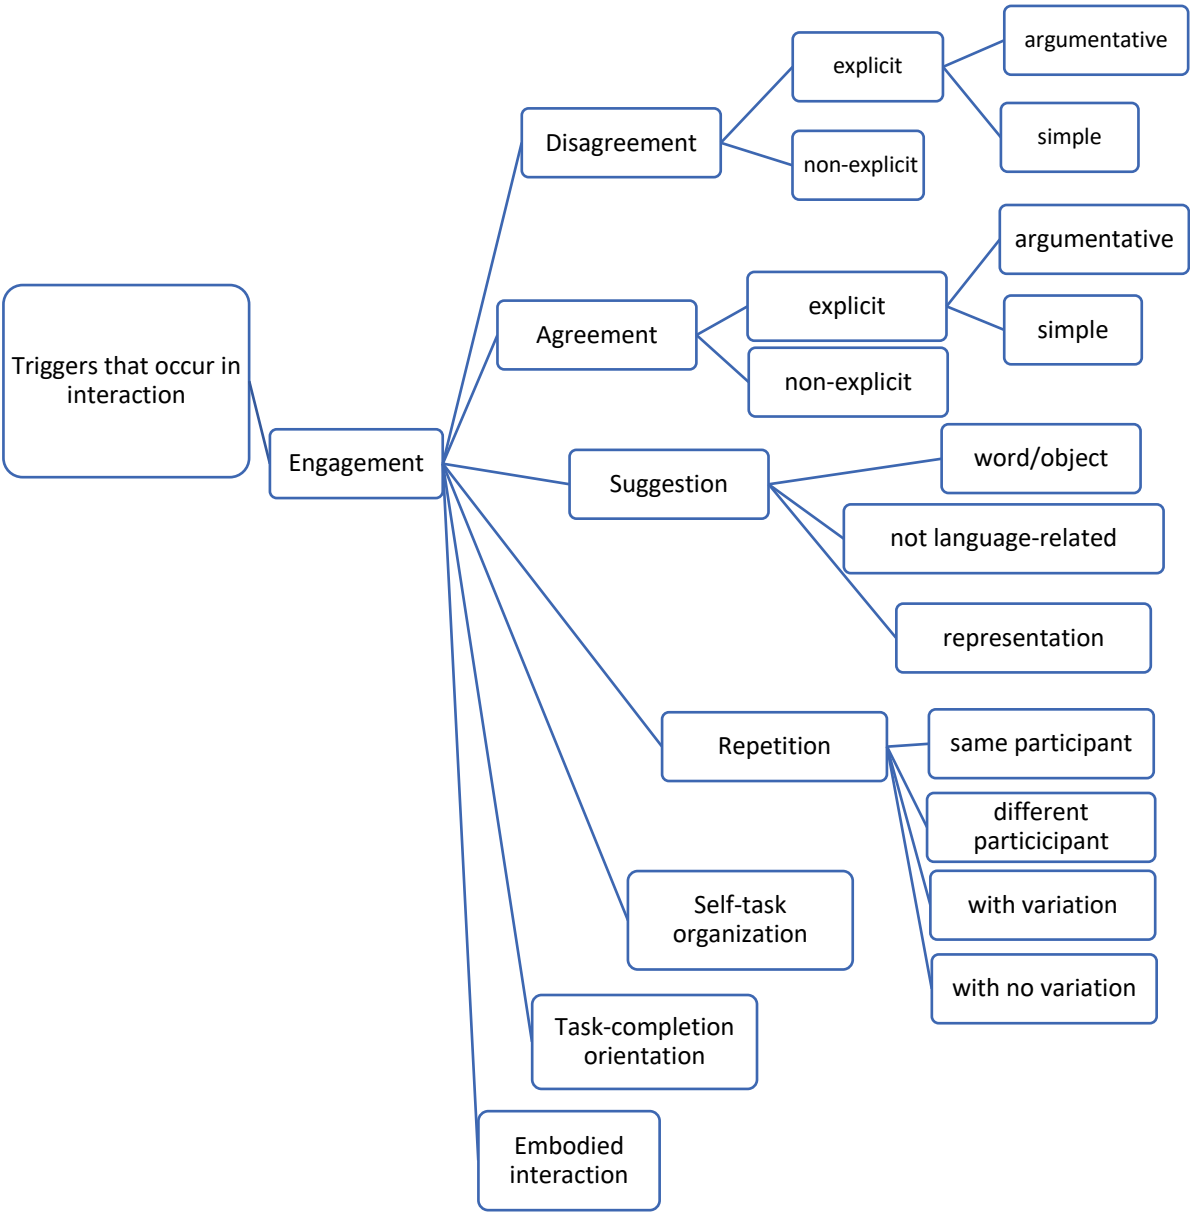 Triggers that occur in
interaction
Engagement
Disagreement
explicit
argumentative
simple
non-explicit
Agreement
explicit
argumentative
simple
non-explicit
Suggestion
word/object
not language-related
representation
Repetition
same participant
different
particicipant
with variation
with no variation
Self-task
organization
Task-completion
orientation
Embodied
interaction